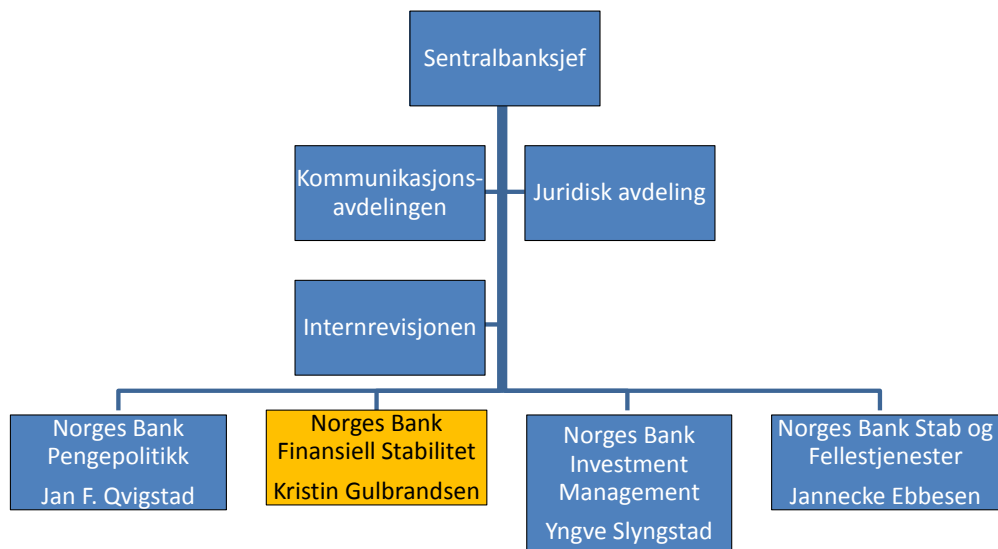 Sentralbanksjef
Kommunikasjons-
avdelingen
Juridisk avdeling
Internrevisjonen
Norges Bank
Pengepolitikk
Jan F. Qvigstad
Norges Bank
Finansiell Stabilitet
Kristin Gulbrandsen
Norges Bank
Investment
Management
Yngve Slyngstad
Norges Bank Stab og
Fellestjenester
Jannecke Ebbesen